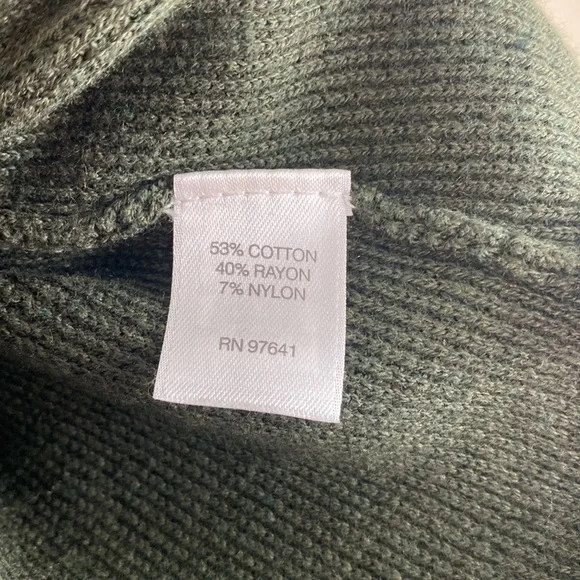 53% COTTON
40% RAYON
7% NYLON
RN 97641